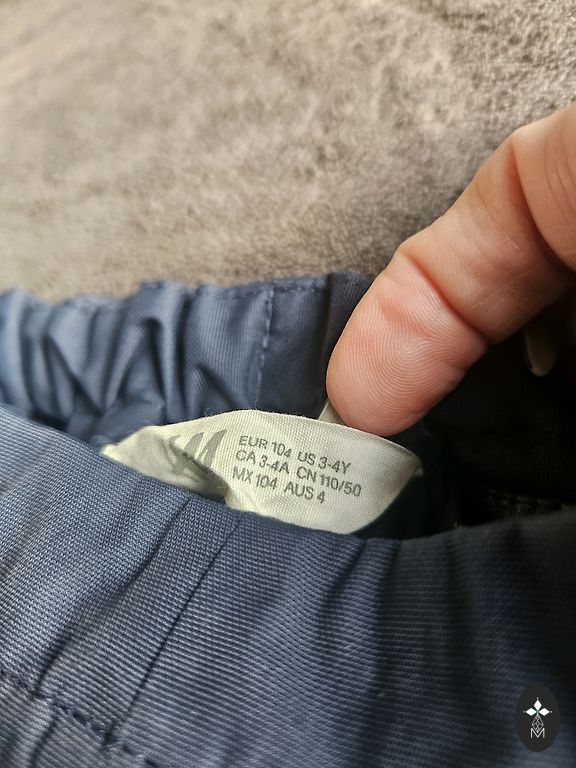 EUR 104 US 3-4Y
CA 3-4A CN 110/50
MX 104 AUS 4